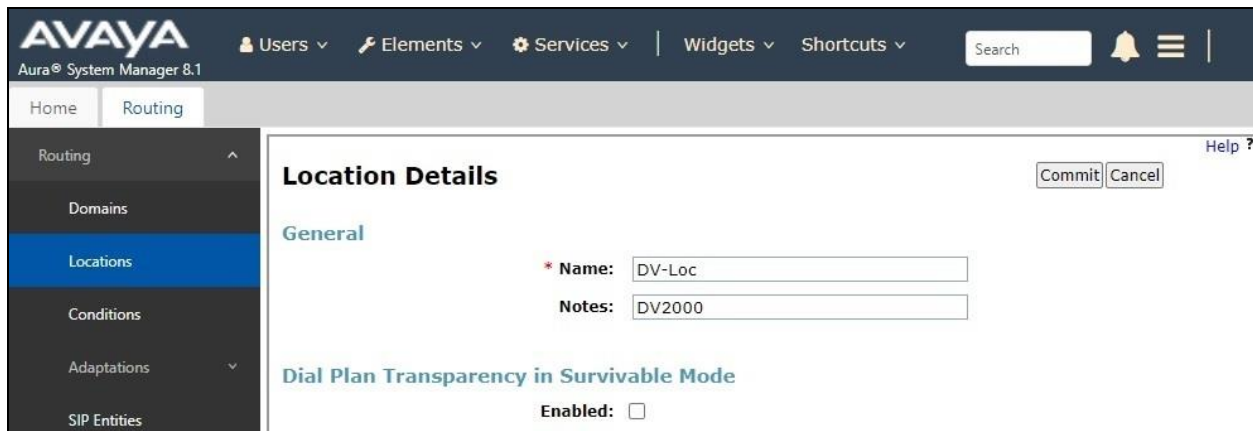 AVAYA
Aura® System Manager 8.1
Users Elements Services | Widgets Shortcuts Search
Home Routing
Help ?
Routing
Domains
Locations
Conditions
Adaptations
SIP Entities
Location Details
Commit Cancel
General
* Name: DV-Loc
Notes: DV2000
Dial Plan Transparency in Survivable Mode
Enabled: